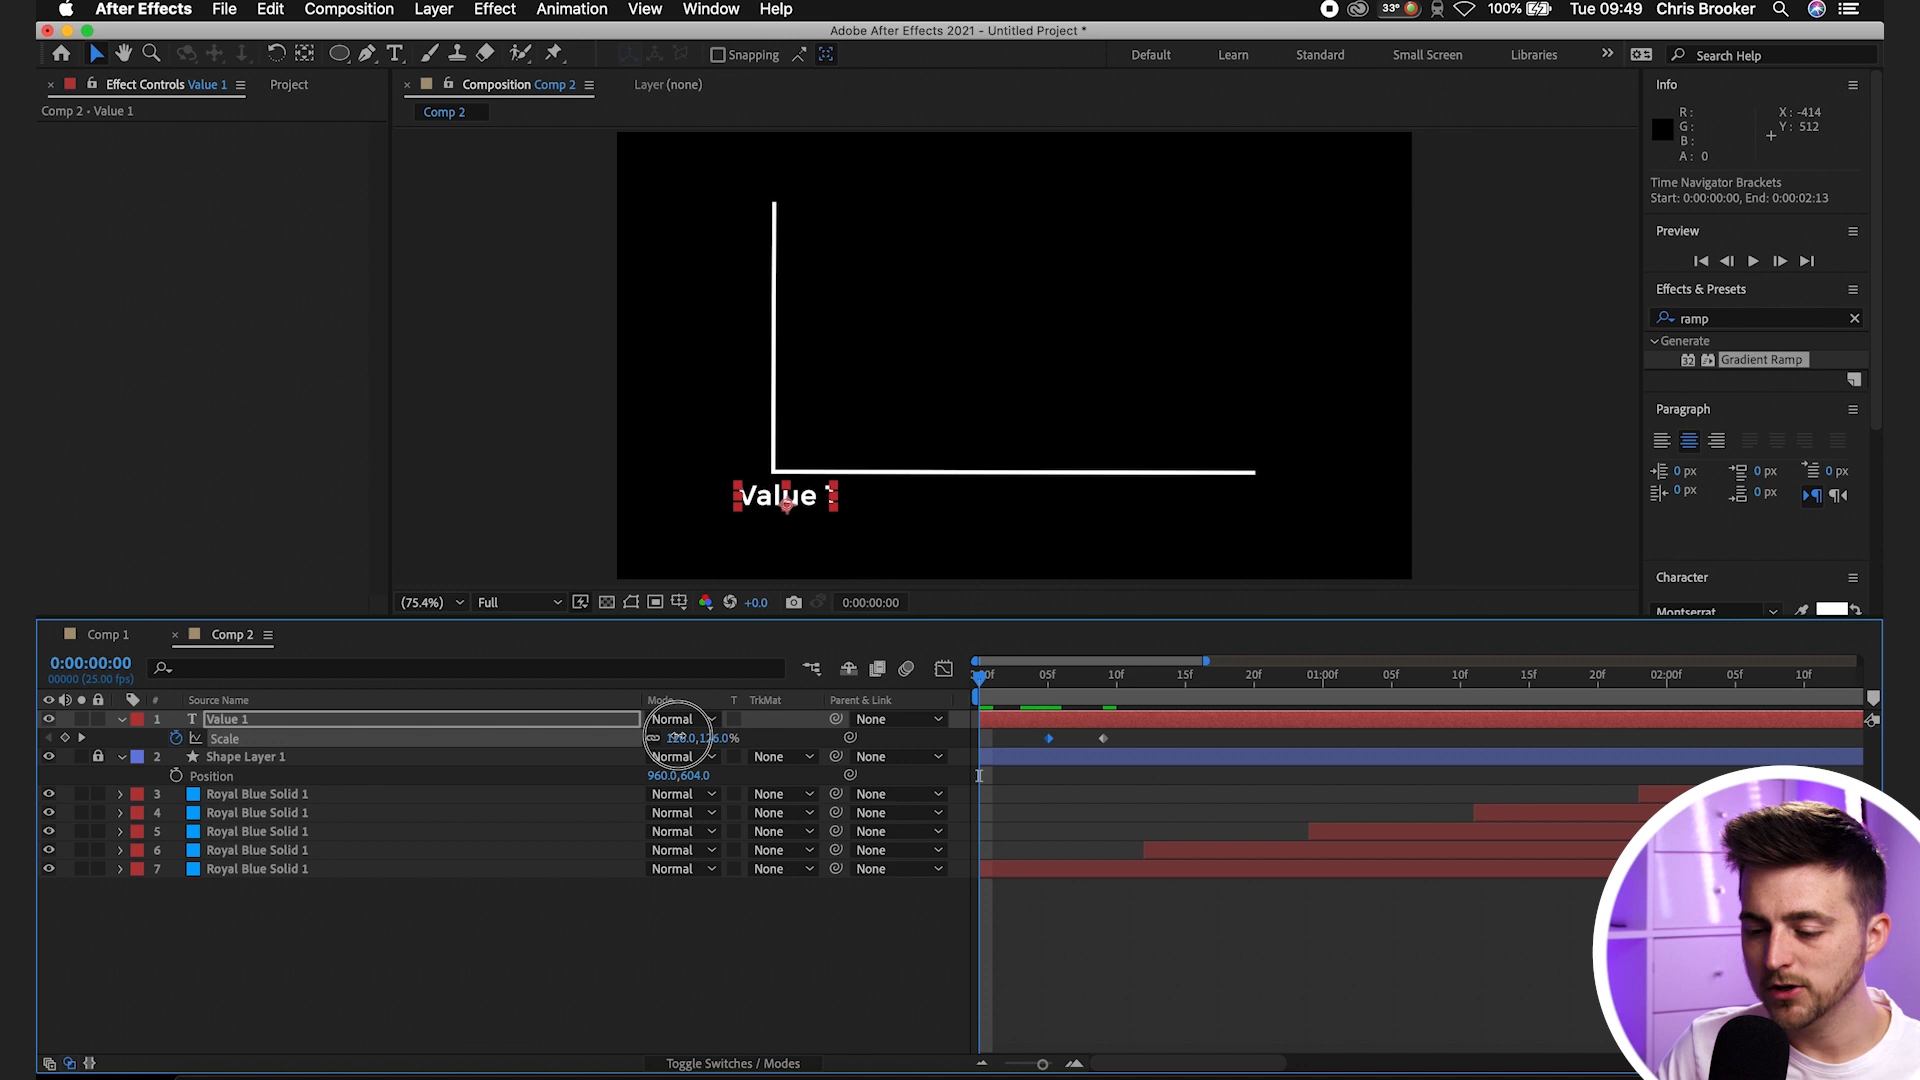 After Effects File Edit Composition Layer Effect Animation View Window Help 33° 100% Tue 09:49 Chris Brooker
Adobe After Effects 2021 - Untitled Project *
Snapping Default Learn Standard Small Screen Libraries Search Help
Effect Controls Value 1 Project Composition Comp 2 Layer (none) Info
Comp 2 • Value 1 Comp 2
R: X: -414
G: Y: 512
B:
A: 0
Time Navigator Brackets
Start: 0:00:00:00, End: 0:00:02:13
Preview
Effects & Presets
ramp
Generate
32 Gradient Ramp
Paragraph
0 px 0 px 0 px
0 px 0 px
Value 1
Character
Montserrat
(75.4%) Full +0.0 0:00:00:00
Comp 1 Comp 2
0:00:00:00
00000 (25.00 fps)
05f 10f 15f 20f 01:00f 05f 10f 15f 20f 02:00f 05f 10f
# Source Name Mode T TrkMat Parent & Link
1 T Value 1 Normal None
Scale %
2 Shape Layer 1 Normal None None
Position 960.0,604.0
3 Royal Blue Solid 1 Normal None None
4 Royal Blue Solid 1 Normal None None
5 Royal Blue Solid 1 Normal None None
6 Royal Blue Solid 1 Normal None None
7 Royal Blue Solid 1 Normal None None
Toggle Switches / Modes